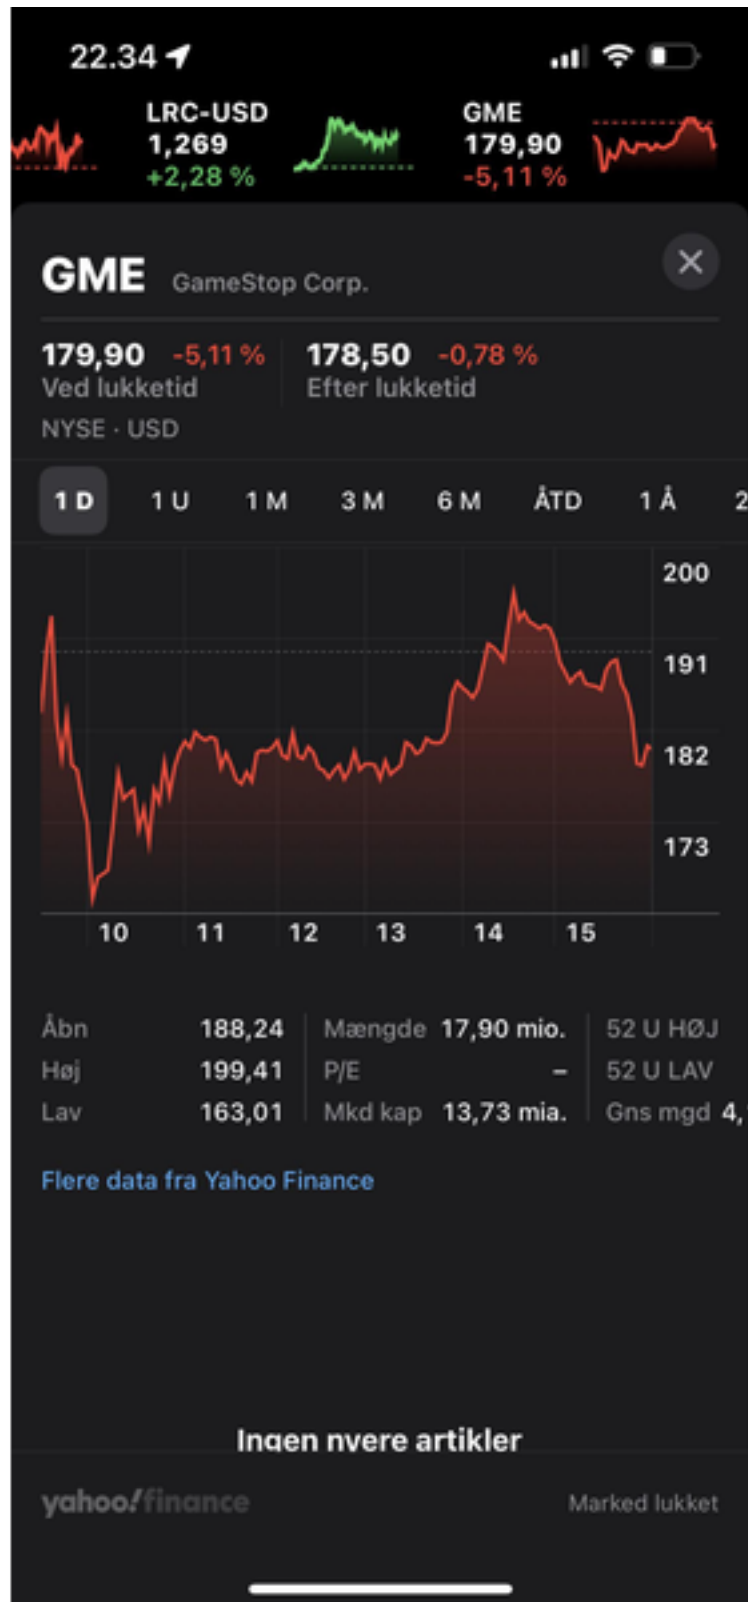 22.34
LRC-USD
1,269
+2,28 %
GME
179,90
-5,11 %
GME GameStop Corp.
179,90 -5,11 % 178,50 -0,78 %
Ved lukketid Efter lukketid
NYSE · USD
1 D 1 U 1 M 3 M 6 M ÅTD 1 Å 2
200
191
182
173
10 11 12 13 14 15
Åbn 188,24 Mængde 17,90 mio. 52 U HØJ
Høj 199,41 P/E – 52 U LAV
Lav 163,01 Mkd kap 13,73 mia. Gns mgd 4,
Flere data fra Yahoo Finance
Ingen nyere artikler
yahoo!finance Marked lukket